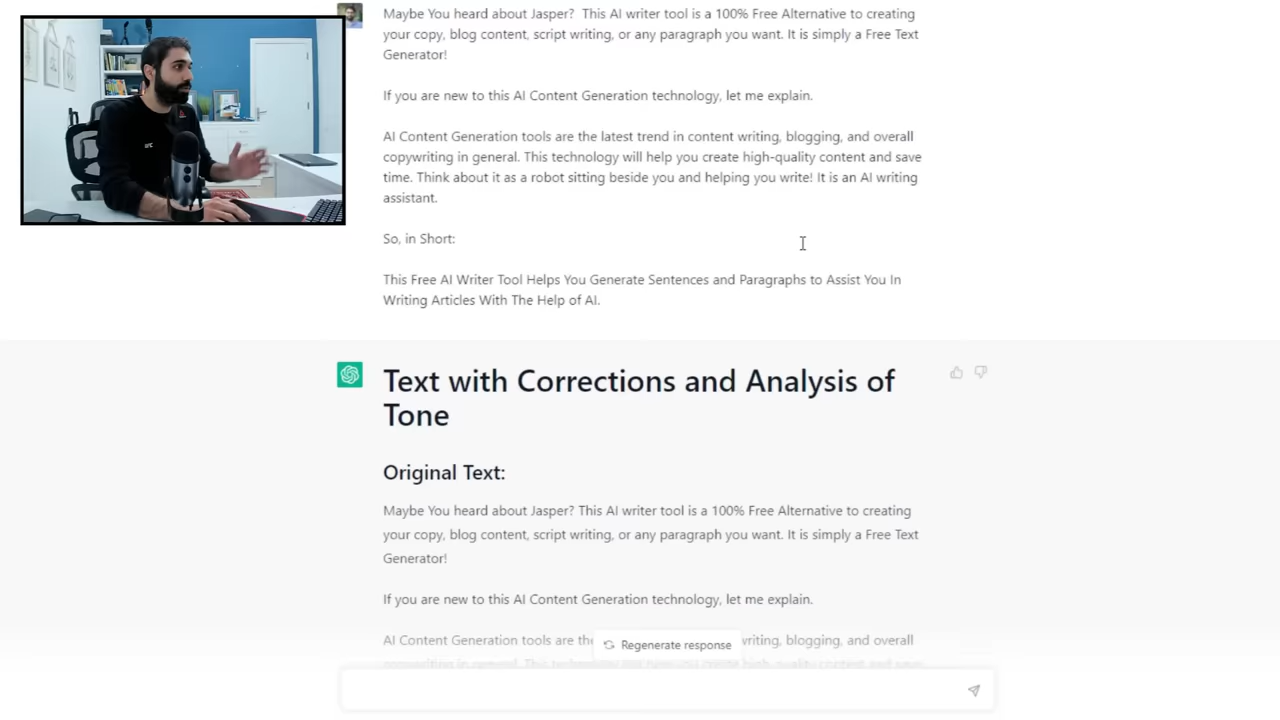 Maybe You heard about Jasper?  This AI writer tool is a 100% Free Alternative to creating
your copy, blog content, script writing, or any paragraph you want. It is simply a Free Text
Generator!
If you are new to this AI Content Generation technology, let me explain.
AI Content Generation tools are the latest trend in content writing, blogging, and overall
copywriting in general. This technology will help you create high-quality content and save
time. Think about it as a robot sitting beside you and helping you write! It is an AI writing
assistant.
So, in Short:
This Free AI Writer Tool Helps You Generate Sentences and Paragraphs to Assist You In
Writing Articles With The Help of AI.
Text with Corrections and Analysis of
Tone
Original Text:
Maybe You heard about Jasper? This AI writer tool is a 100% Free Alternative to creating
your copy, blog content, script writing, or any paragraph you want. It is simply a Free Text
Generator!
If you are new to this AI Content Generation technology, let me explain.
AI Content Generation tools are the writing, blogging, and overall
Regenerate response